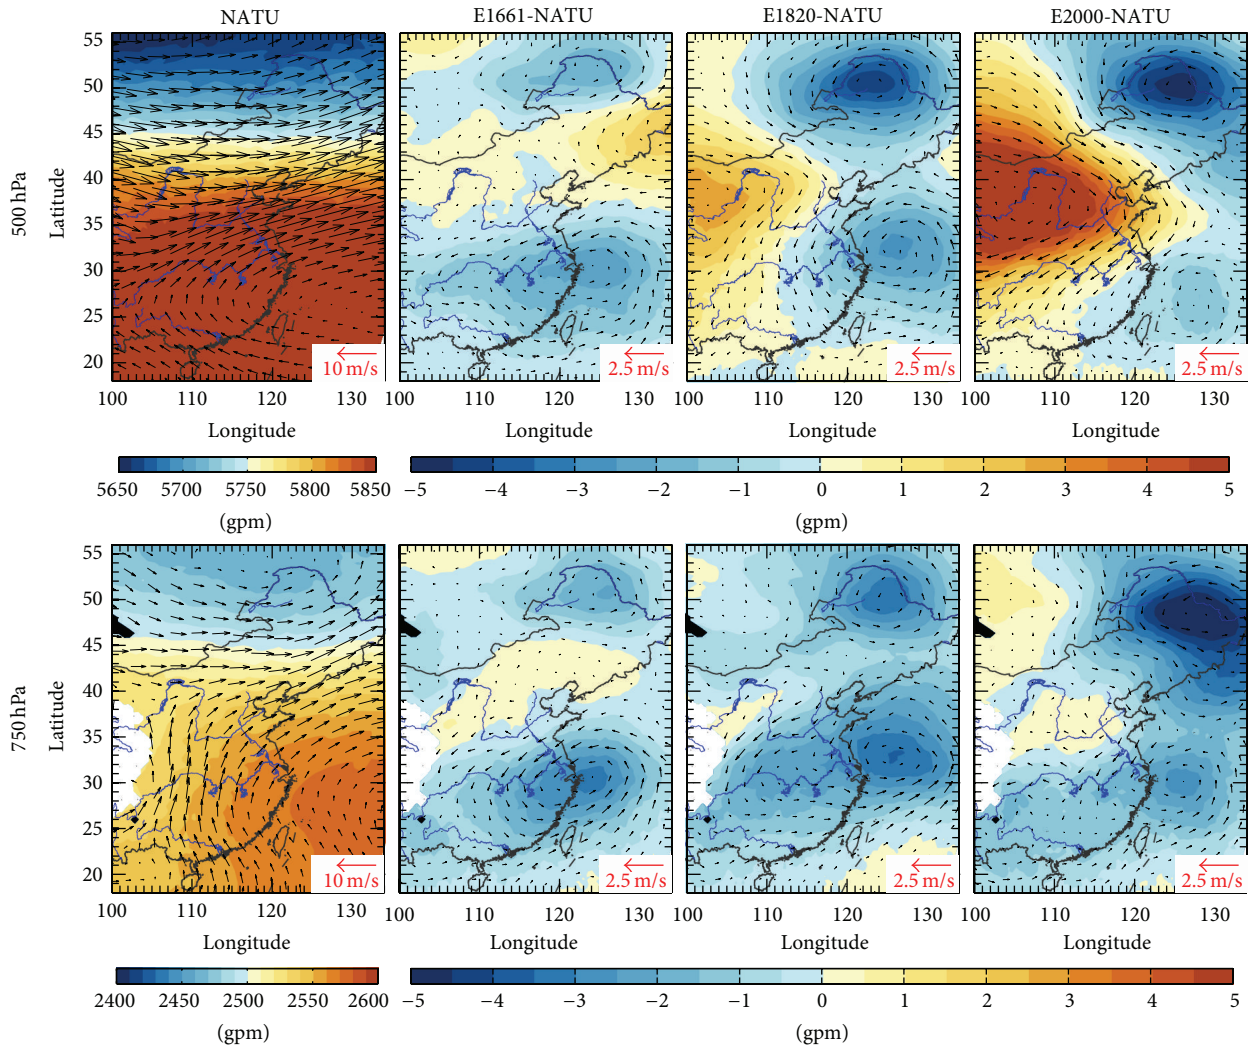 NATU E1661-NATU E1820-NATU E2000-NATU
500 hPa
Latitude
55 50 45 40 35 30 25 20
10 m/s 2.5 m/s 2.5 m/s 2.5 m/s
100 110 120 130 100 110 120 130 100 110 120 130 100 110 120 130
Longitude Longitude Longitude Longitude
5650 5700 5750 5800 5850
(gpm)
−5 −4 −3 −2 −1 0 1 2 3 4 5
(gpm)
750 hPa
Latitude
55 50 45 40 35 30 25 20
10 m/s 2.5 m/s 2.5 m/s 2.5 m/s
100 110 120 130 100 110 120 130 100 110 120 130 100 110 120 130
Longitude Longitude Longitude Longitude
2400 2450 2500 2550 2600
(gpm)
−5 −4 −3 −2 −1 0 1 2 3 4 5
(gpm)